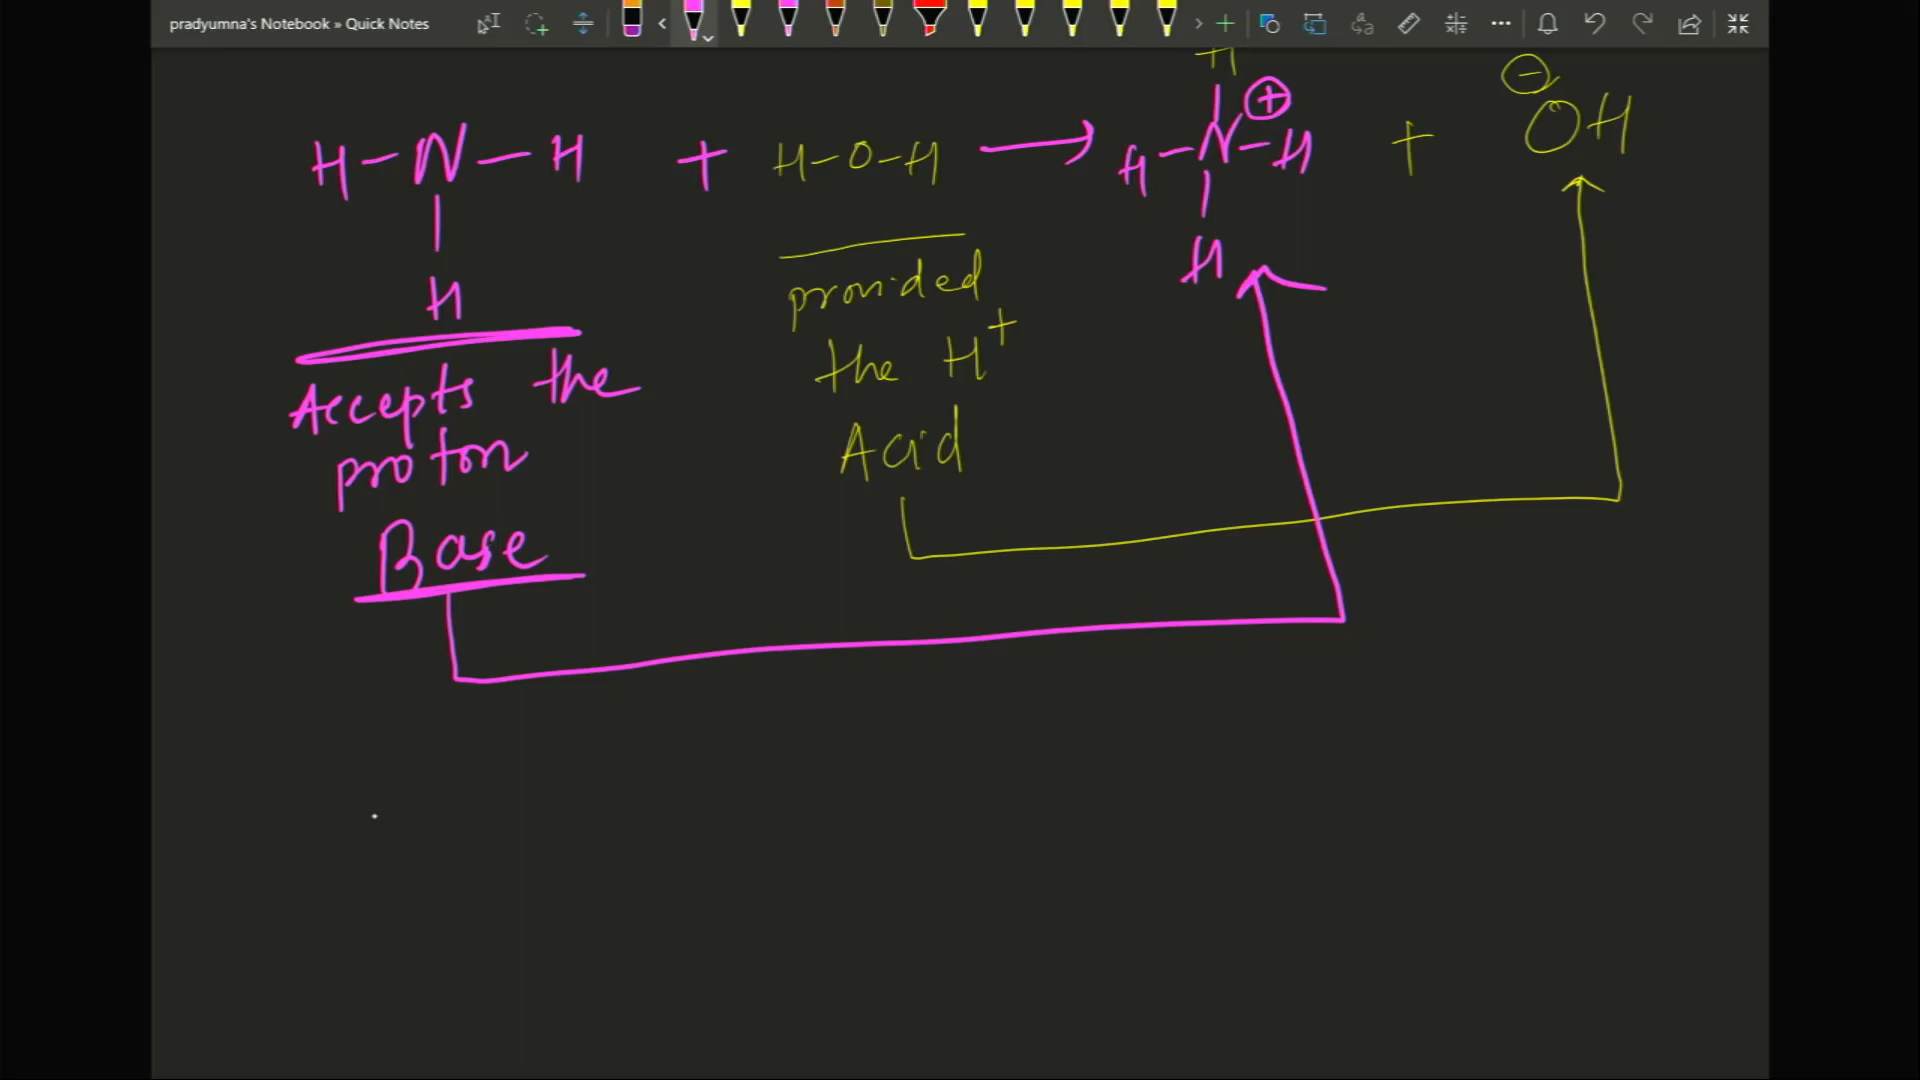 pradyumna's Notebook » Quick Notes
H
⊕
⊖
H-N-H + H-O-H → H-N-H + OH
H
H
provided
the H+
Acid
Accepts the
proton
Base